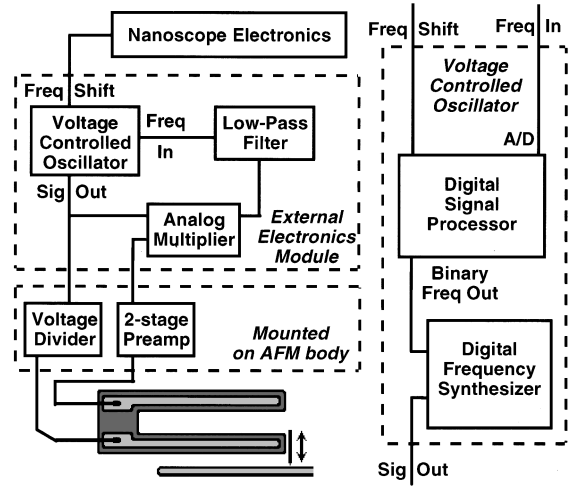 Nanoscope Electronics
Freq Shift
Voltage
Controlled
Oscillator
Freq
In
Low-Pass
Filter
Sig Out
Analog
Multiplier
External
Electronics
Module
Voltage
Divider
2-stage
Preamp
Mounted
on AFM body
Freq Shift
Freq In
Voltage
Controlled
Oscillator
A/D
Digital
Signal
Processor
Binary
Freq Out
Digital
Frequency
Synthesizer
Sig Out